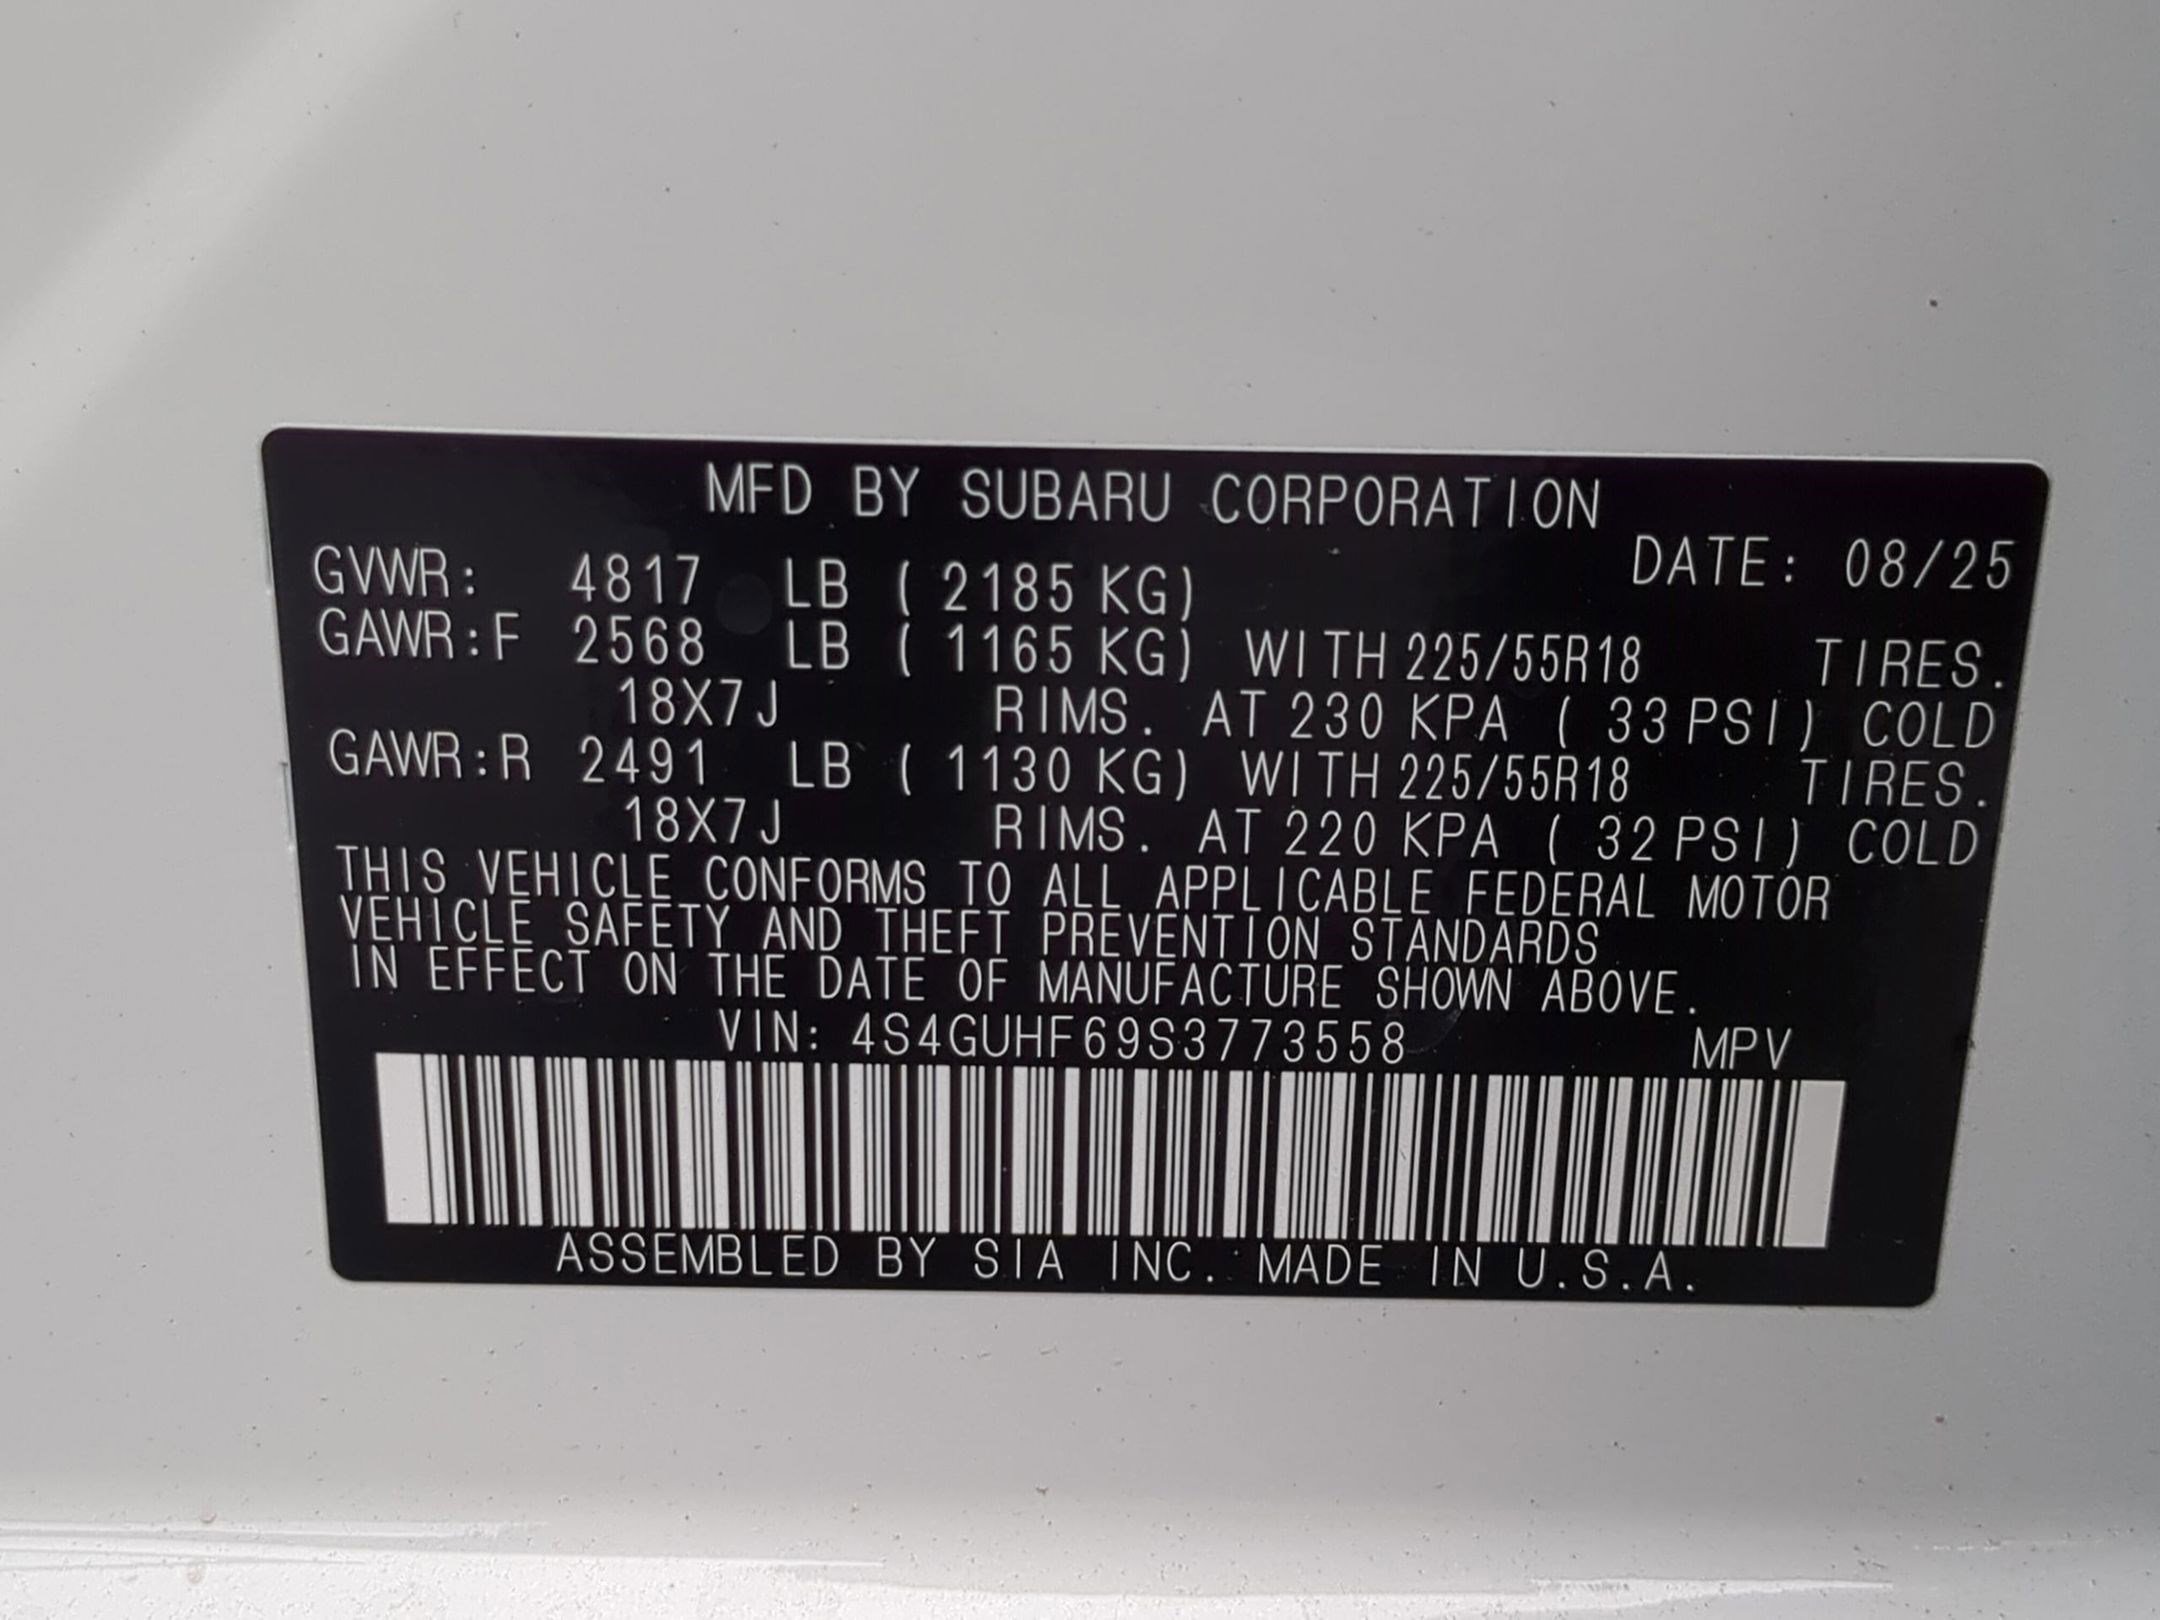 MFD BY SUBARU CORPORATION
DATE: 08/25
GVWR: 4817 LB ( 2185 KG)
GAWR:F 2568 LB ( 1165 KG) WITH 225/55R18 TIRES.
18X7J RIMS. AT 230 KPA ( 33 PSI) COLD
GAWR:R 2491 LB ( 1130 KG) WITH 225/55R18 TIRES.
18X7J RIMS. AT 220 KPA ( 32 PSI) COLD
THIS VEHICLE CONFORMS TO ALL APPLICABLE FEDERAL MOTOR
VEHICLE SAFETY AND THEFT PREVENTION STANDARDS
IN EFFECT ON THE DATE OF MANUFACTURE SHOWN ABOVE.
VIN: 4S4GUHF69S3773558 MPV
ASSEMBLED BY SIA INC. MADE IN U.S.A.